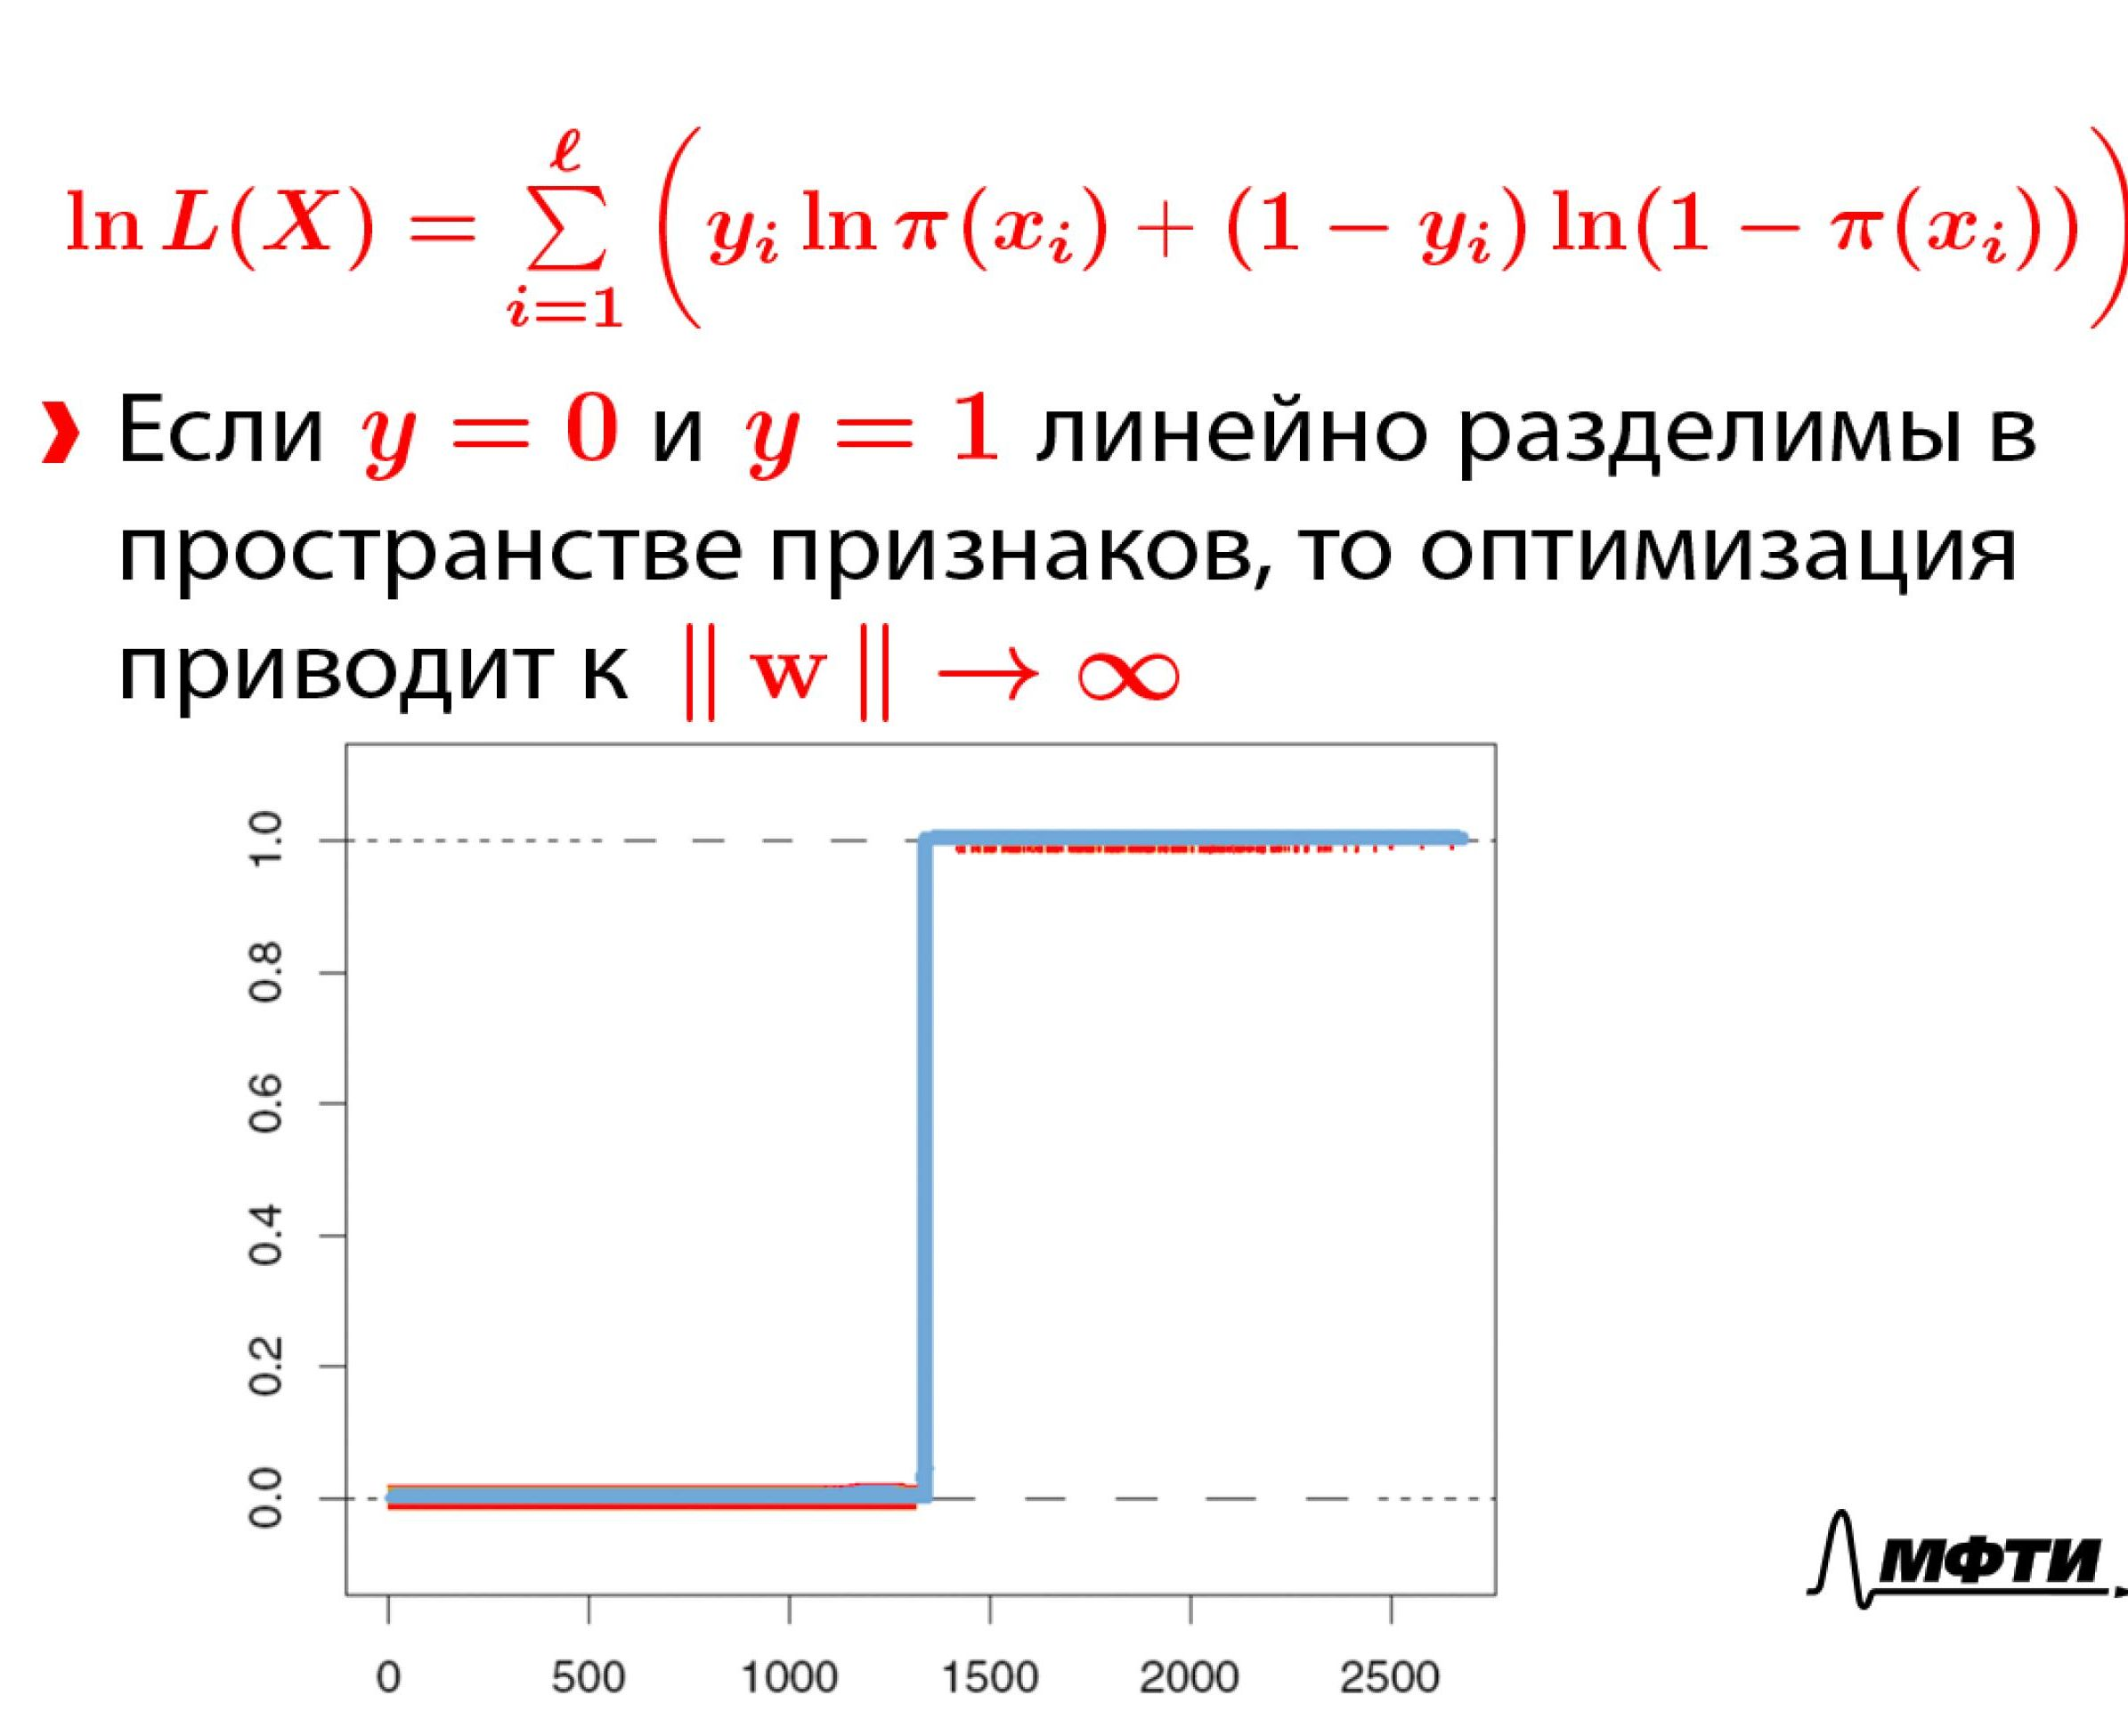 ln L(X) = ∑_{i=1}^{ℓ} ( y_i ln π(x_i) + (1 − y_i) ln(1 − π(x_i)) )
Если y = 0 и y = 1 линейно разделимы в
пространстве признаков, то оптимизация
приводит к ‖ w ‖ → ∞
1.0
0.8
0.6
0.4
0.2
0.0
0 500 1000 1500 2000 2500
МФТИ